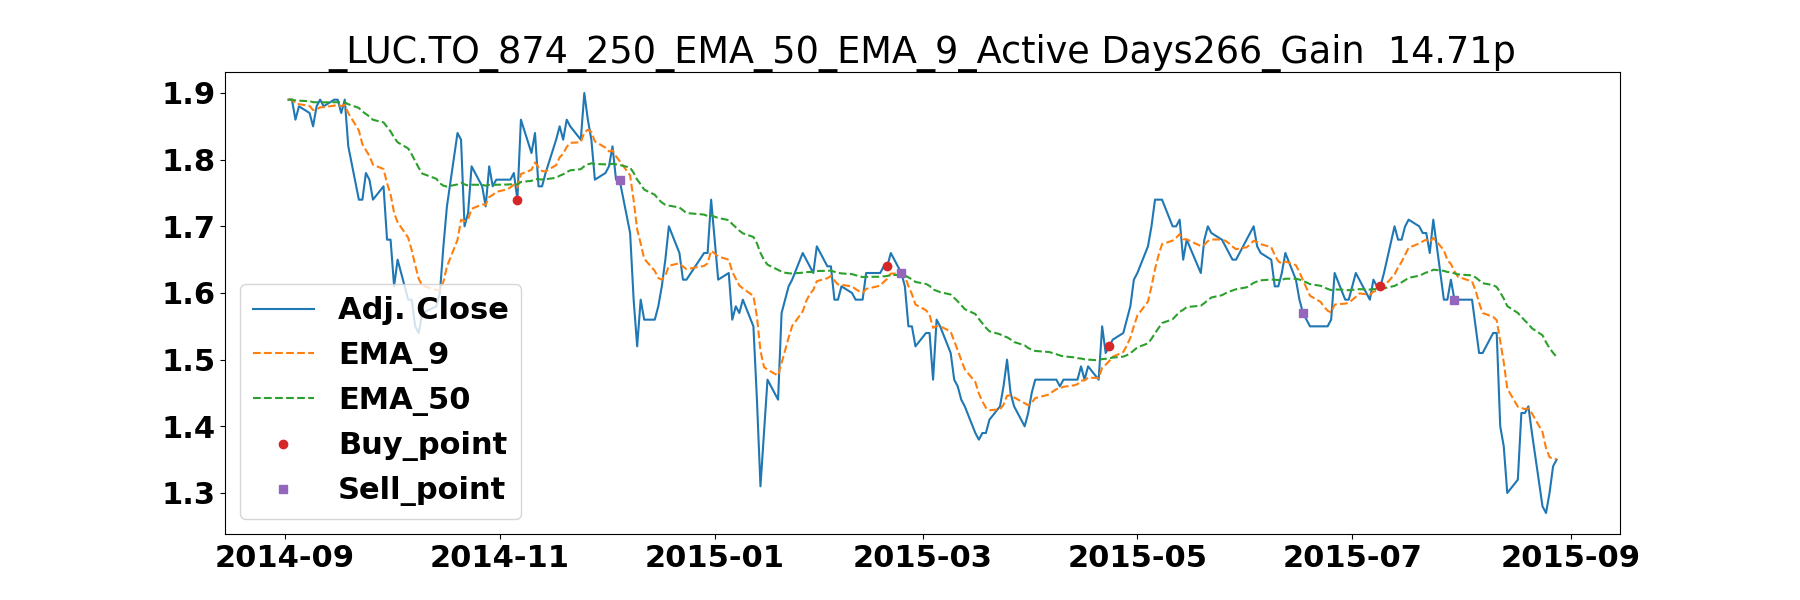 _LUC.TO_874_250_EMA_50_EMA_9_Active Days266_Gain  14.71p
1.9
1.8
1.7
1.6
1.5
1.4
1.3
Adj. Close
EMA_9
EMA_50
Buy_point
Sell_point
2014-09 2014-11 2015-01 2015-03 2015-05 2015-07 2015-09